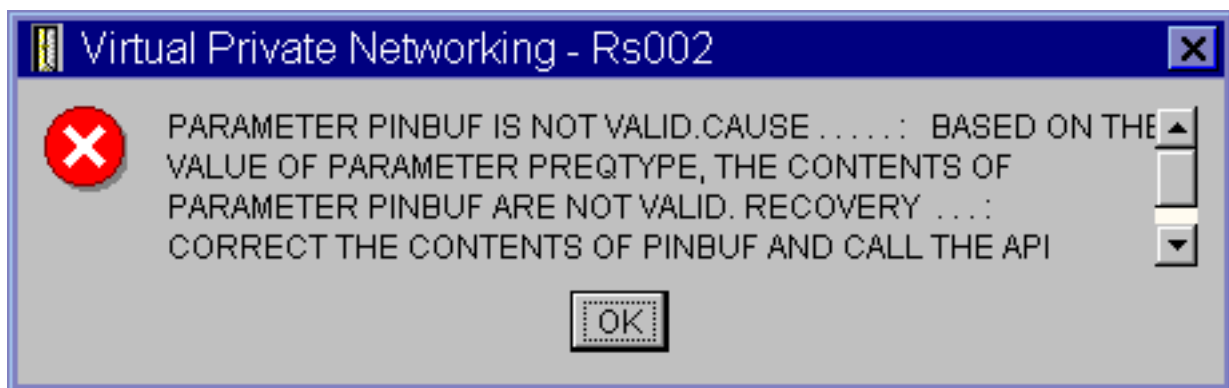 Virtual Private Networking - Rs002
PARAMETER PINBUF IS NOT VALID.CAUSE . . . . . :   BASED ON THE
VALUE OF PARAMETER PREQTYPE, THE CONTENTS OF
PARAMETER PINBUF ARE NOT VALID. RECOVERY  . . . :
CORRECT THE CONTENTS OF PINBUF AND CALL THE API
OK